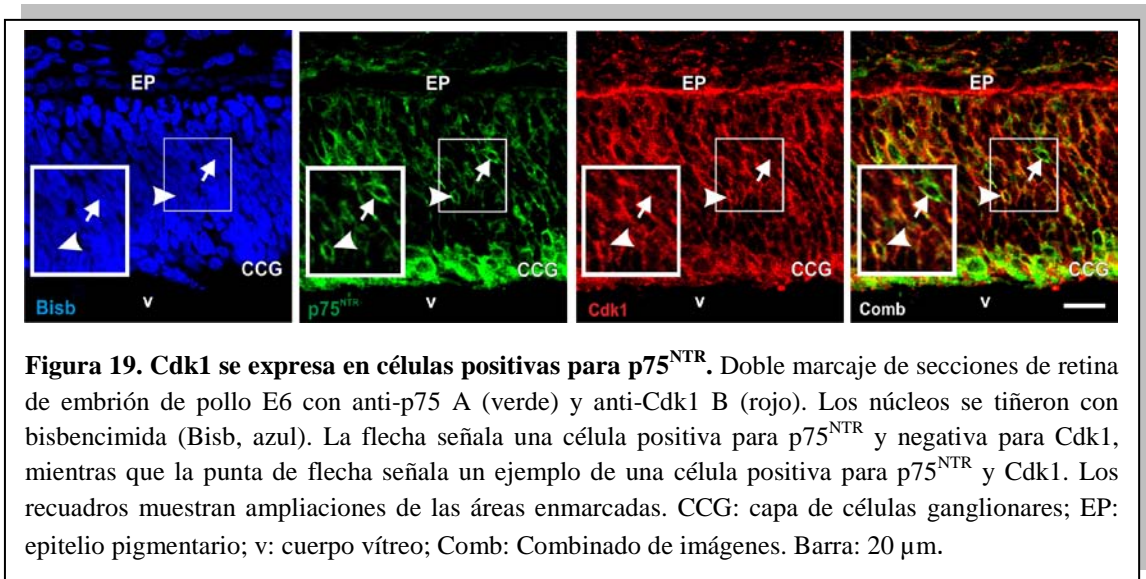 EP EP EP EP
CCG CCG CCG CCG
v v v v
Bisb p75NTR Cdk1 Comb
Figura 19. Cdk1 se expresa en células positivas para p75NTR. Doble marcaje de secciones de retina
de embrión de pollo E6 con anti-p75 A (verde) y anti-Cdk1 B (rojo). Los núcleos se tiñeron con
bisbencimida (Bisb, azul). La flecha señala una célula positiva para p75NTR y negativa para Cdk1,
mientras que la punta de flecha señala un ejemplo de una célula positiva para p75NTR y Cdk1. Los
recuadros muestran ampliaciones de las áreas enmarcadas. CCG: capa de células ganglionares; EP:
epitelio pigmentario; v: cuerpo vítreo; Comb: Combinado de imágenes. Barra: 20 µm.